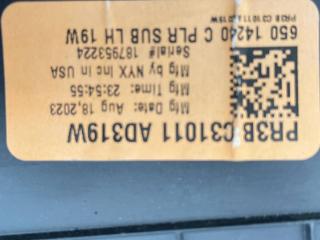 PR3B C31011 AD319W
Mfg Date: Aug 18,2023
Mfg Time: 23:54:55
Mfg by NYX Inc in USA
Serial# 187953224
650 14240 C PLR SUB LH 19W